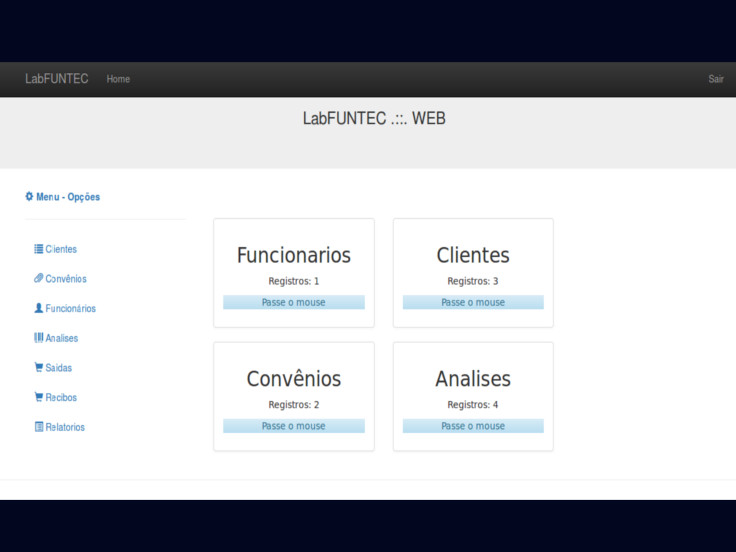 LabFUNTEC Home Sair
LabFUNTEC .::. WEB
Menu - Opções
Clientes
Convênios
Funcionários
Analises
Saidas
Recibos
Relatorios
Funcionarios
Registros: 1
Passe o mouse
Clientes
Registros: 3
Passe o mouse
Convênios
Registros: 2
Passe o mouse
Analises
Registros: 4
Passe o mouse